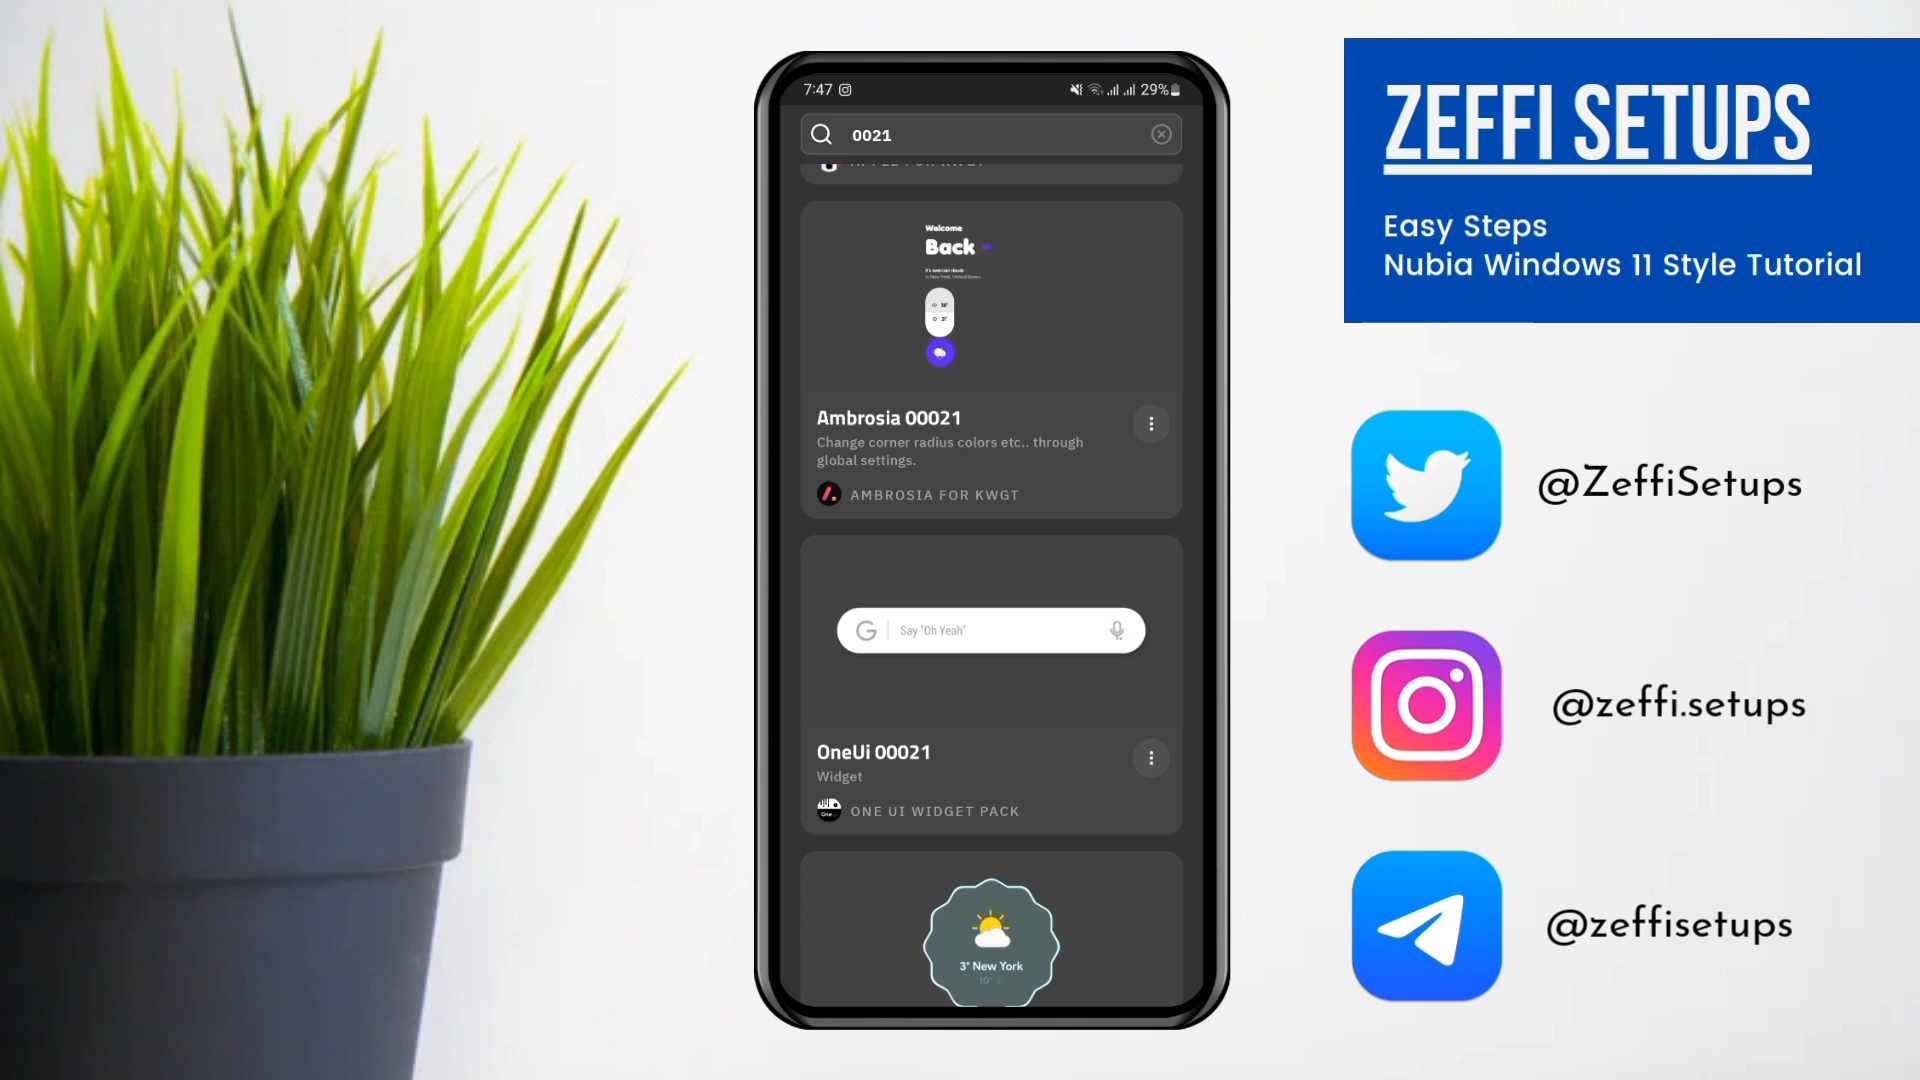 7:47
29%
0021
Welcome
Back
Ambrosia 00021
Change corner radius colors etc.. through
global settings.
AMBROSIA FOR KWGT
G
Say "Oh Yeah"
OneUi 00021
Widget
One
ONE UI WIDGET PACK
3° New York
ZEFFI SETUPS
Easy Steps
Nubia Windows 11 Style Tutorial
@ZeffiSetups
@zeffi.setups
@zeffisetups